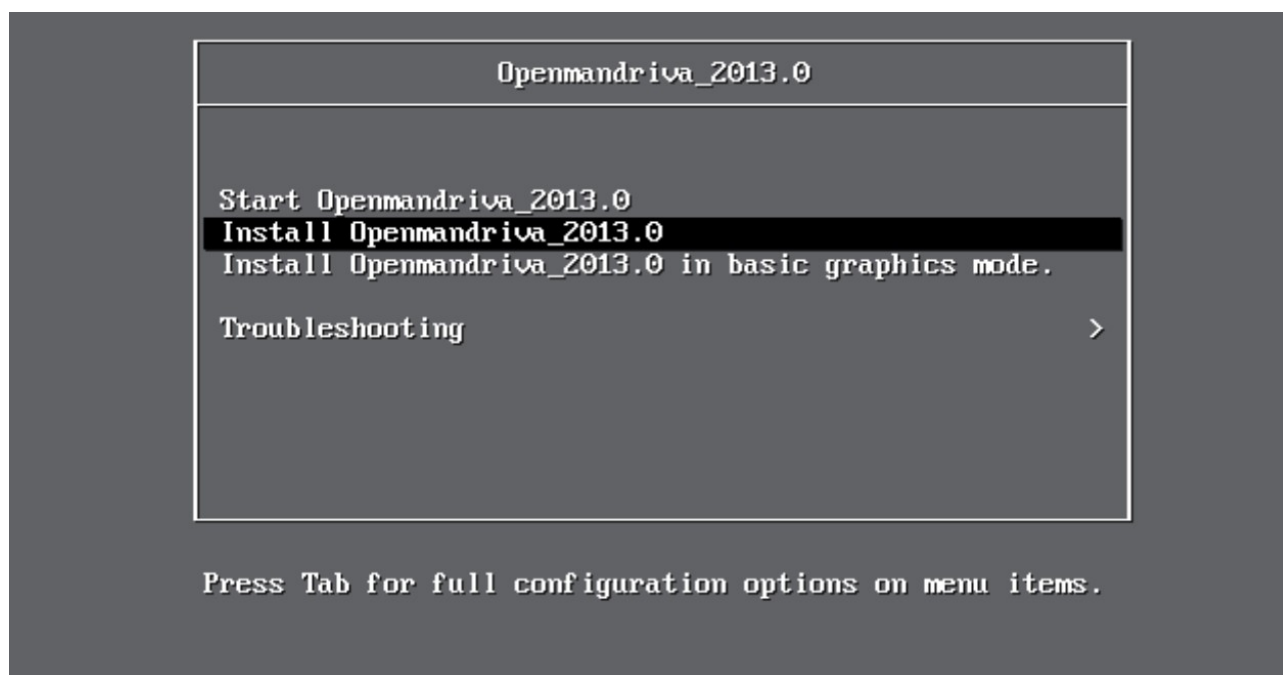 Openmandriva_2013.0
Start Openmandriva_2013.0
Install Openmandriva_2013.0
Install Openmandriva_2013.0 in basic graphics mode.
Troubleshooting >
Press Tab for full configuration options on menu items.